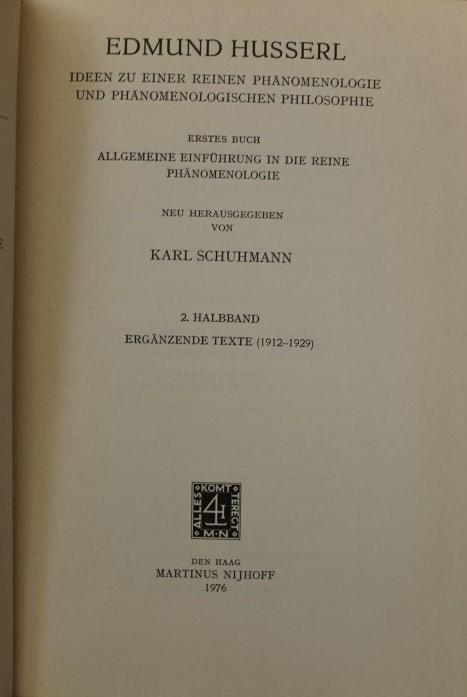 EDMUND HUSSERL
IDEEN ZU EINER REINEN PHÄNOMENOLOGIE
UND PHÄNOMENOLOGISCHEN PHILOSOPHIE
ERSTES BUCH
ALLGEMEINE EINFÜHRUNG IN DIE REINE
PHÄNOMENOLOGIE
NEU HERAUSGEGEBEN
VON
KARL SCHUHMANN
2. HALBBAND
ERGÄNZENDE TEXTE (1912–1929)
ALLES KOMT TERECT
M·N
DEN HAAG
MARTINUS NIJHOFF
1976